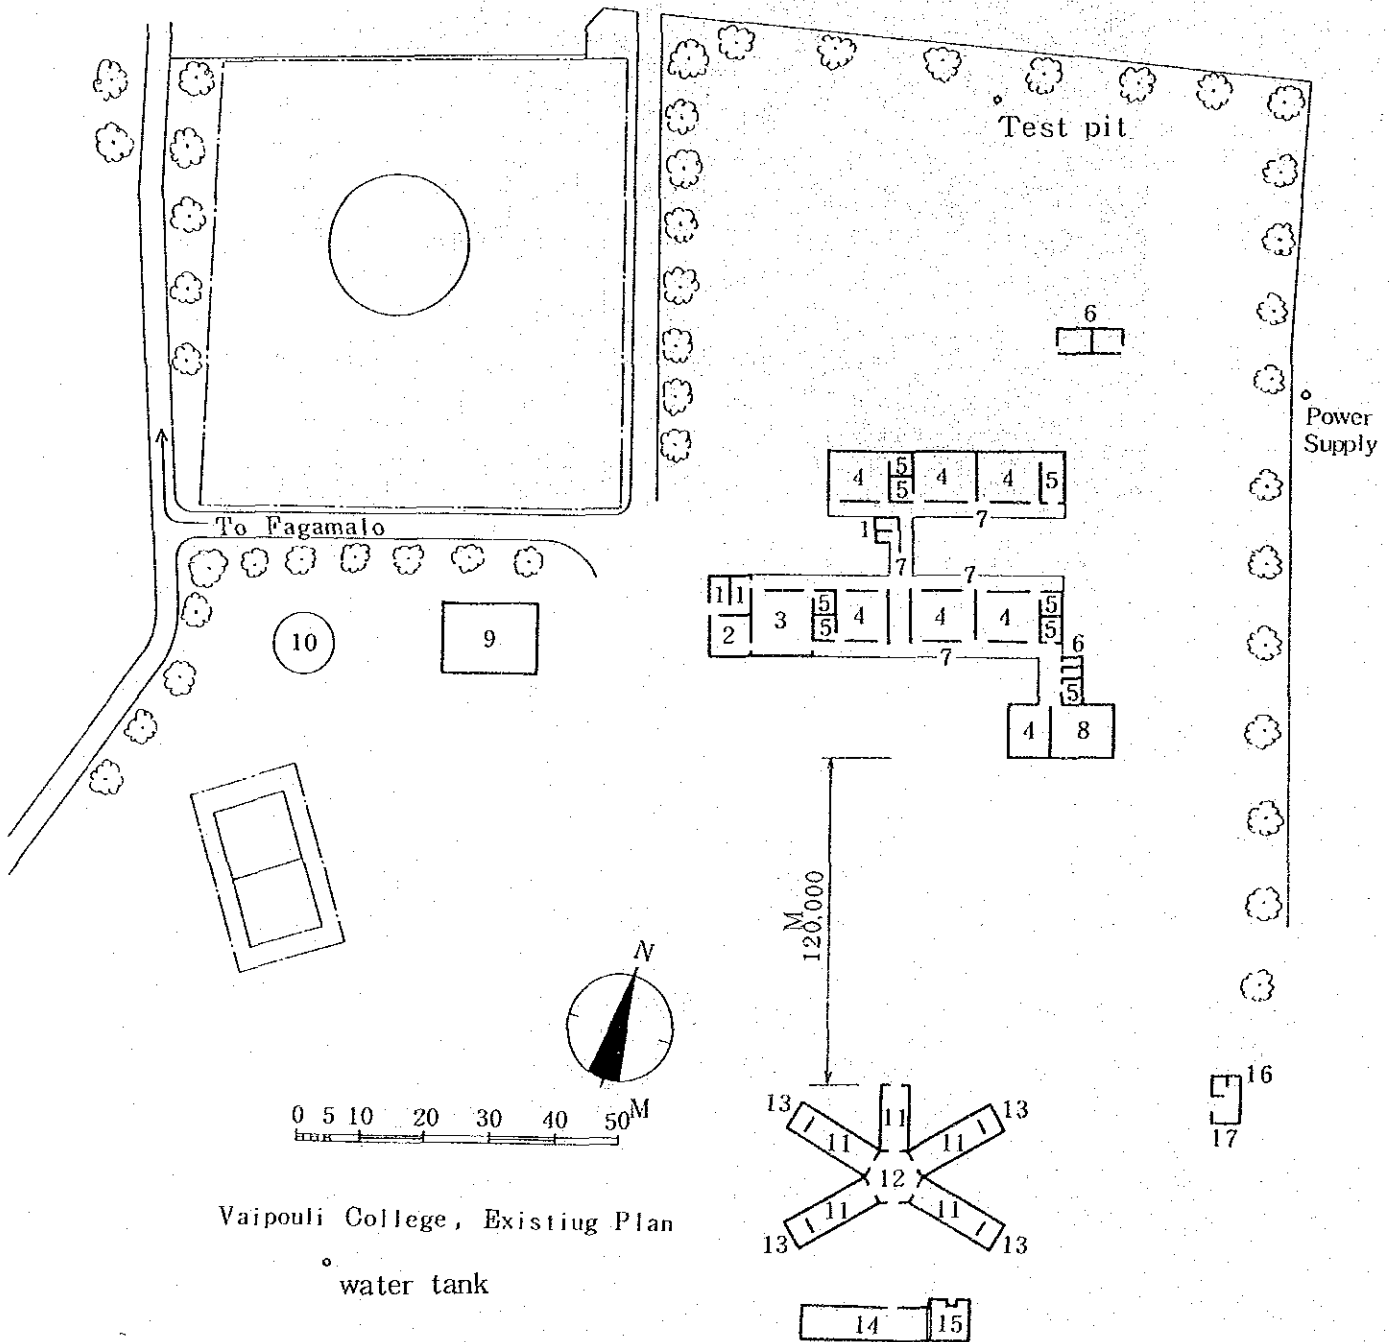 Test pit
6
Power
Supply
4 5 4 4 5
5
7
1
To Fagamalo
7 7
1 1 5 5
3 4 4 4
2 5 5
6
10 9
7
5
4 8
M
120.000
N
16
13 11 13
0 5 10 20 30 40 50M
11 11
17
12
Vaipouli College, Existiug Plan
11 11
13 13
water tank
14 15